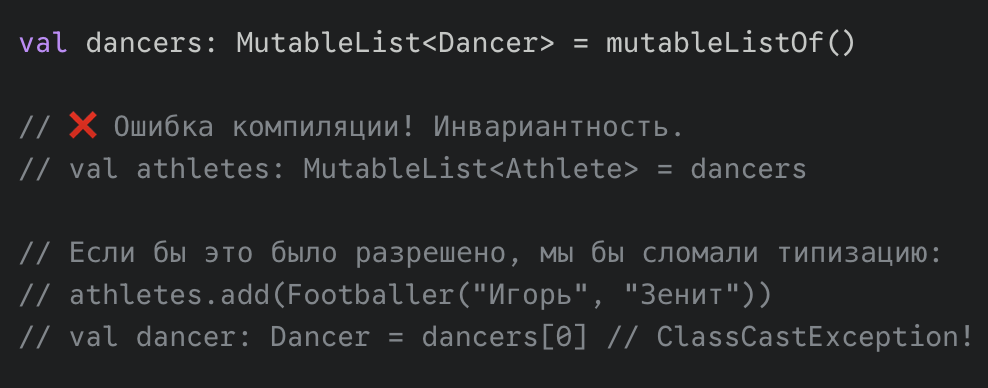 val dancers: MutableList<Dancer> = mutableListOf()
// ❌ Ошибка компиляции! Инвариантность.
// val athletes: MutableList<Athlete> = dancers
// Если бы это было разрешено, мы бы сломали типизацию:
// athletes.add(Footballer("Игорь", "Зенит"))
// val dancer: Dancer = dancers[0] // ClassCastException!